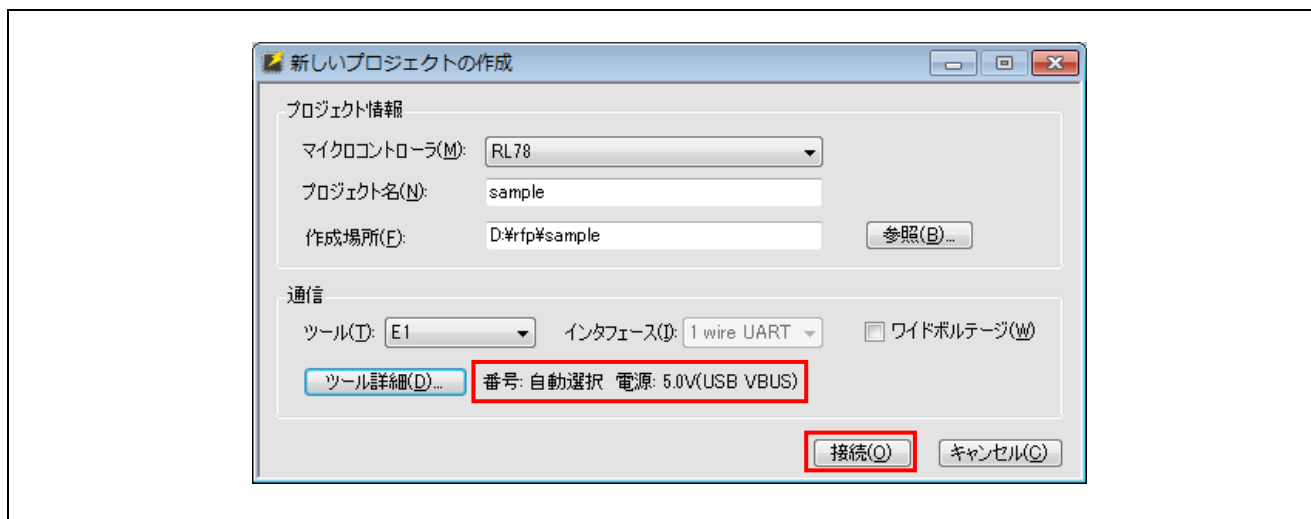 新しいプロジェクトの作成
プロジェクト情報
マイクロコントローラ(M): RL78
プロジェクト名(N): sample
作成場所(F): D:¥rfp¥sample 参照(B)...
通信
ツール(T): E1 インタフェース(I): 1 wire UART ワイドボルテージ(W)
ツール詳細(D)... 番号: 自動選択 電源: 5.0V(USB VBUS)
接続(O) キャンセル(C)